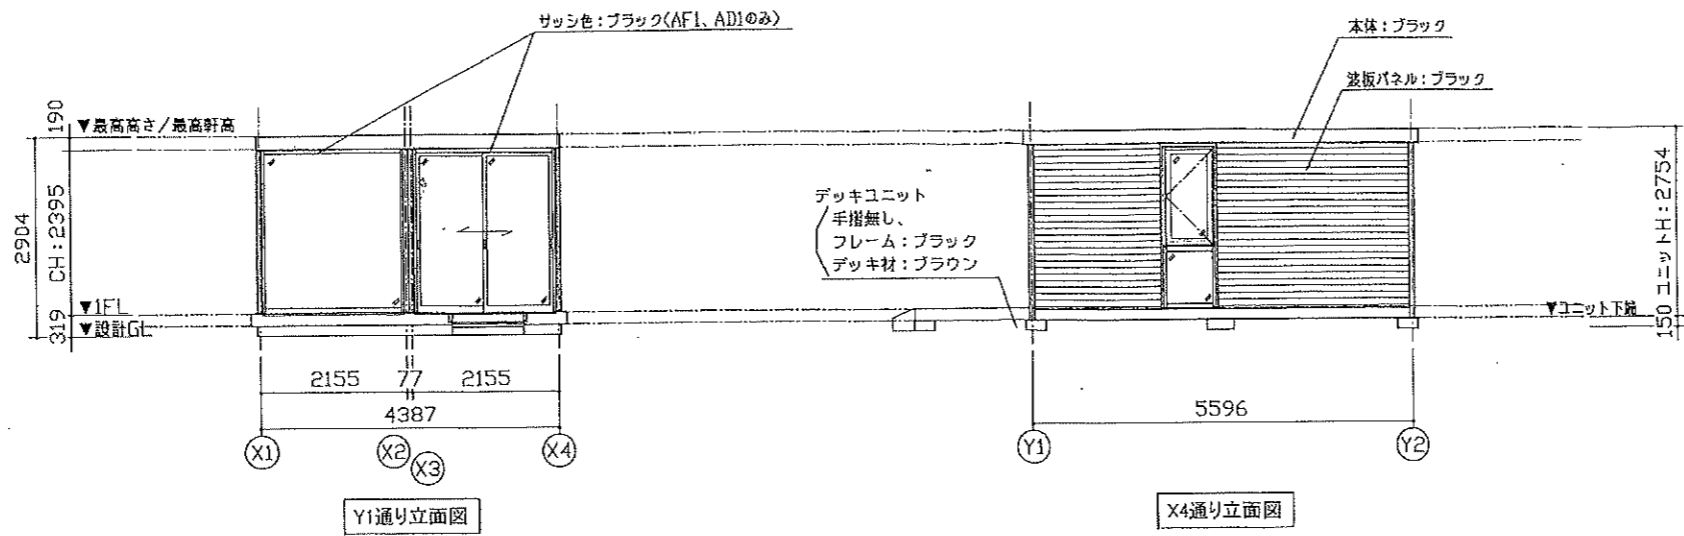 サッシ色：ブラック(AF1、AD1のみ)
本体：ブラック
波板パネル：ブラック
190
▼最高高さ/最高軒高
2904
CH：2395
デッキユニット
手摺無し、
フレーム：ブラック
デッキ材：ブラウン
2754
ユニットH：
▼1FL
▼設計GL
319
▼ユニット下端
150
2155
77
2155
4387
5596
X1
X2
X3
X4
Y1
Y2
Y1通り立面図
X4通り立面図